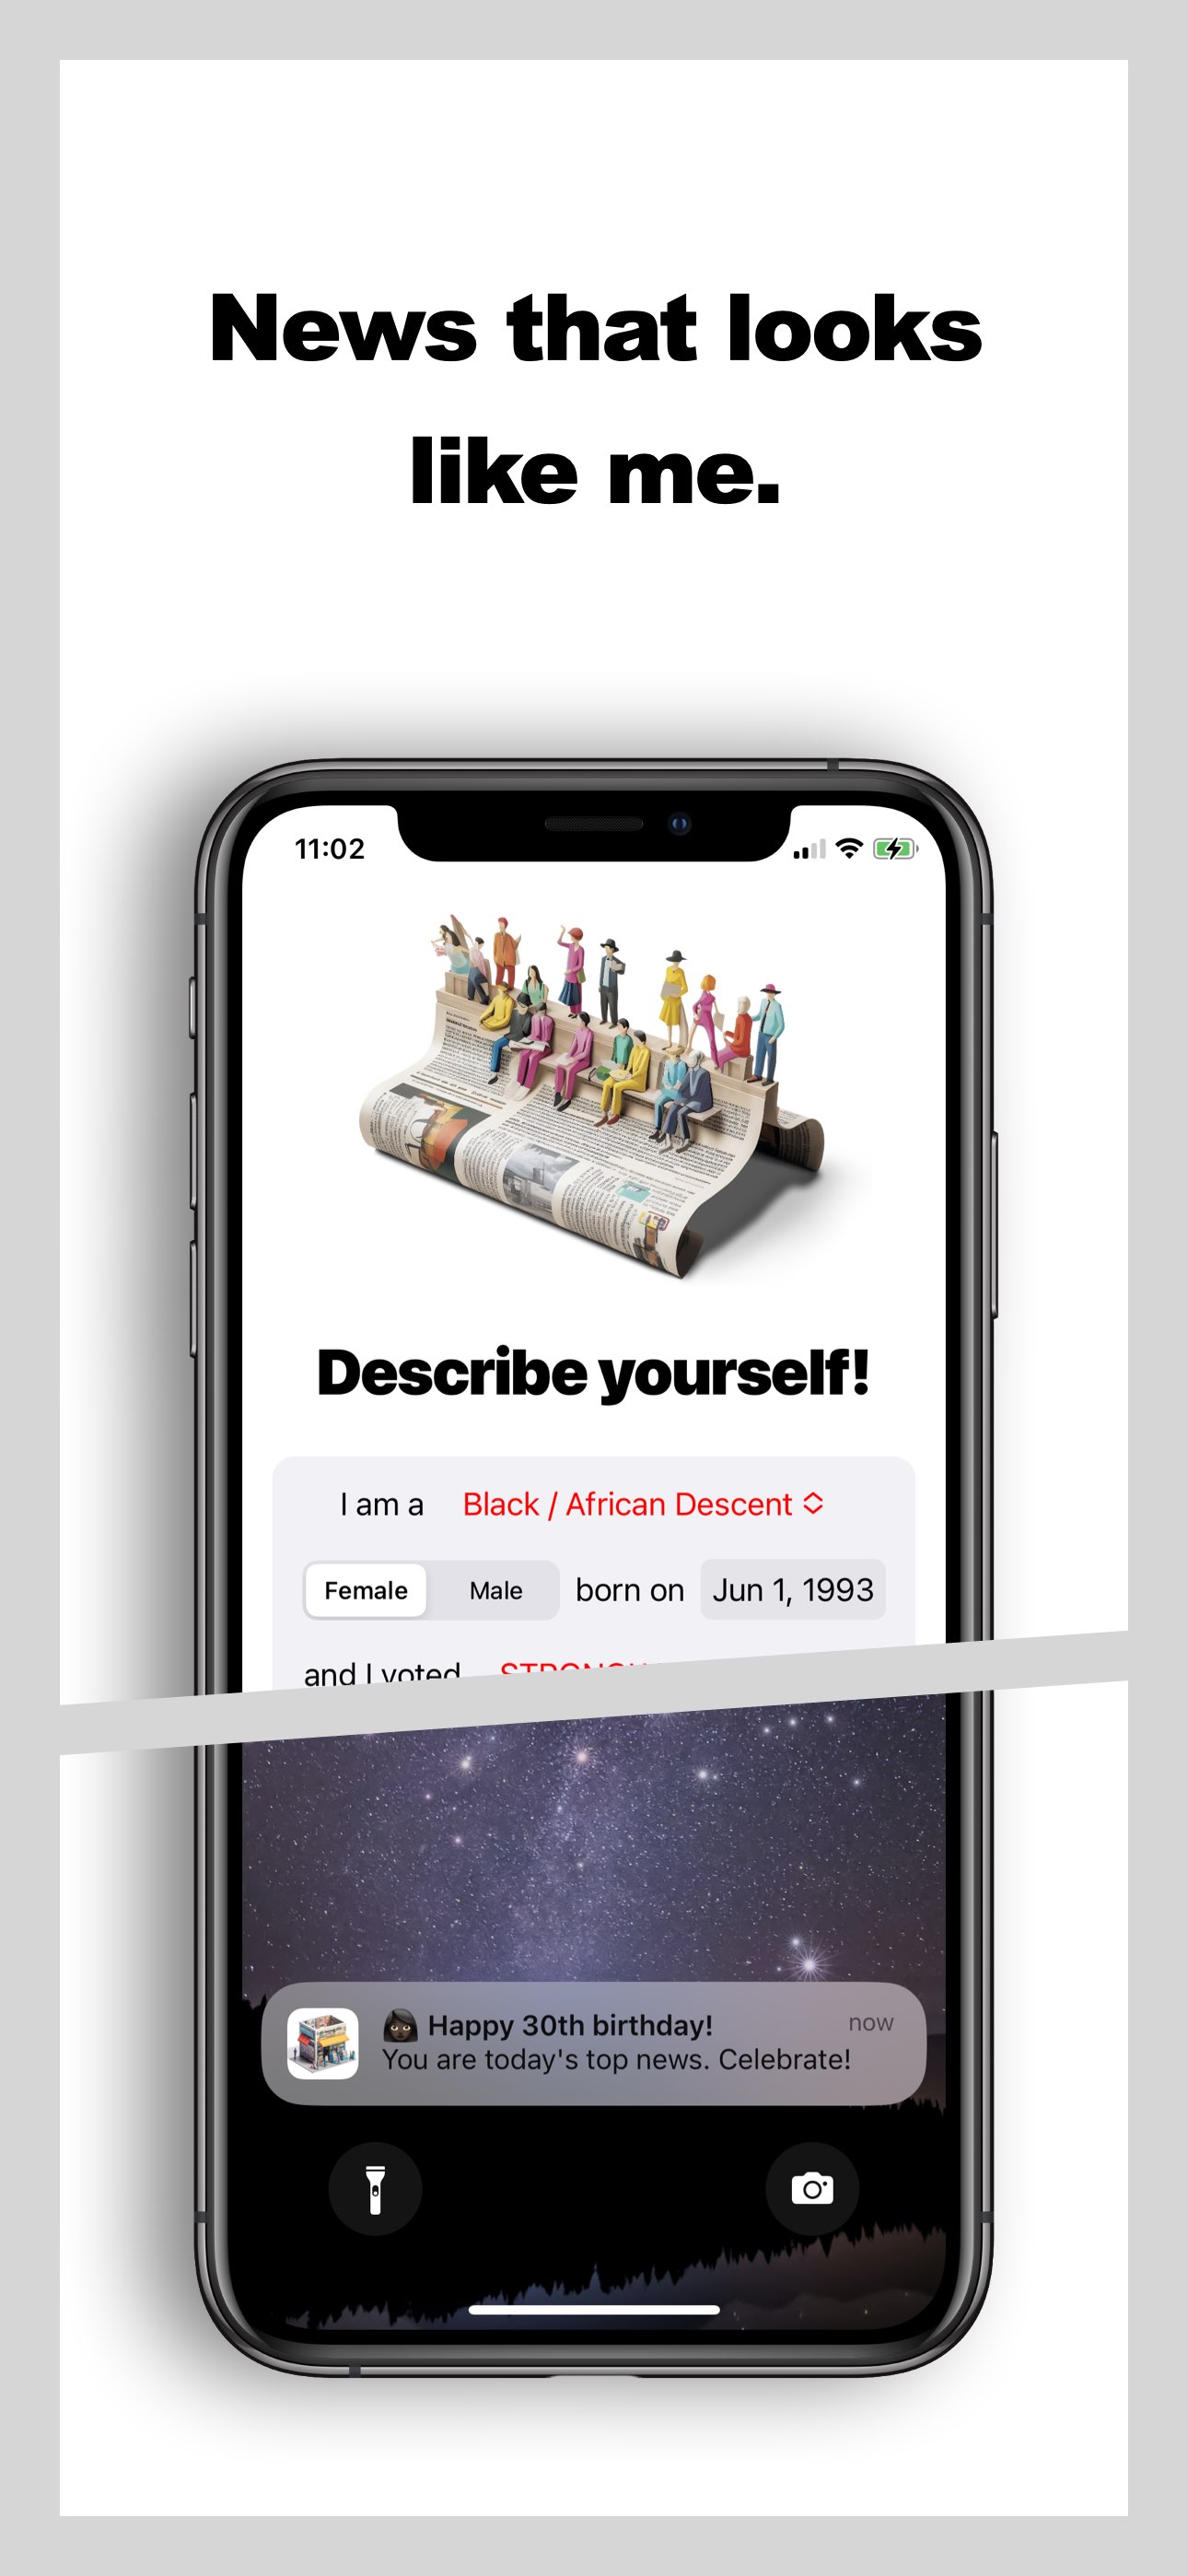 News that looks
like me.
11:02
Describe yourself!
I am a Black / African Descent
Female Male born on Jun 1, 1993
and I voted
Happy 30th birthday! now
You are today's top news. Celebrate!